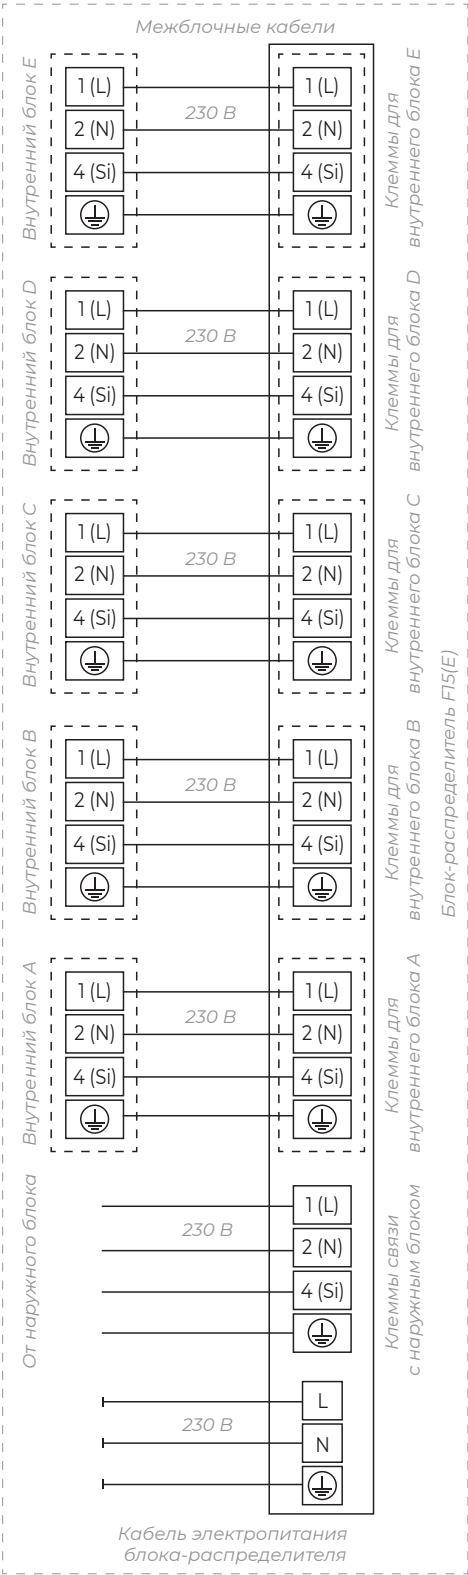 Межблочные кабели
Внутренний блок E
1 (L)
2 (N)
4 (Si)
230 В
1 (L)
2 (N)
4 (Si)
Клеммы для
внутреннего блока E
Внутренний блок D
1 (L)
2 (N)
4 (Si)
230 В
1 (L)
2 (N)
4 (Si)
Клеммы для
внутреннего блока D
Внутренний блок C
1 (L)
2 (N)
4 (Si)
230 В
1 (L)
2 (N)
4 (Si)
Клеммы для
внутреннего блока C
Внутренний блок B
1 (L)
2 (N)
4 (Si)
230 В
1 (L)
2 (N)
4 (Si)
Клеммы для
внутреннего блока B
Блок-распределитель F15(E)
Внутренний блок A
1 (L)
2 (N)
4 (Si)
230 В
1 (L)
2 (N)
4 (Si)
Клеммы для
внутреннего блока A
От наружного блока
230 В
1 (L)
2 (N)
4 (Si)
Клеммы связи
с наружным блоком
230 В
L
N
Кабель электропитания
блока-распределителя